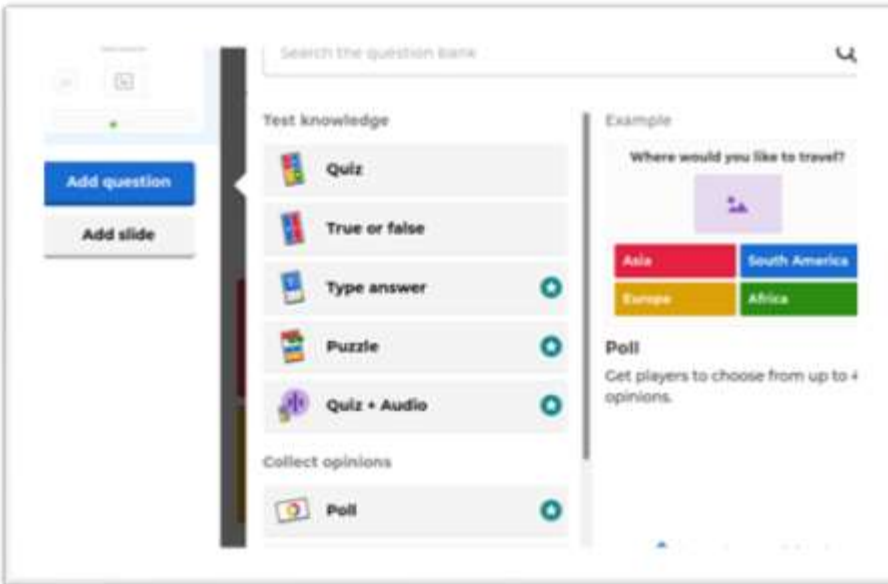 Search the question bank
Add question
Add slide
Test knowledge
Quiz
True or false
Type answer
Puzzle
Quiz + Audio
Collect opinions
Poll
Example
Where would you like to travel?
Asia
South America
Europe
Africa
Poll
Get players to choose from up to 4
opinions.